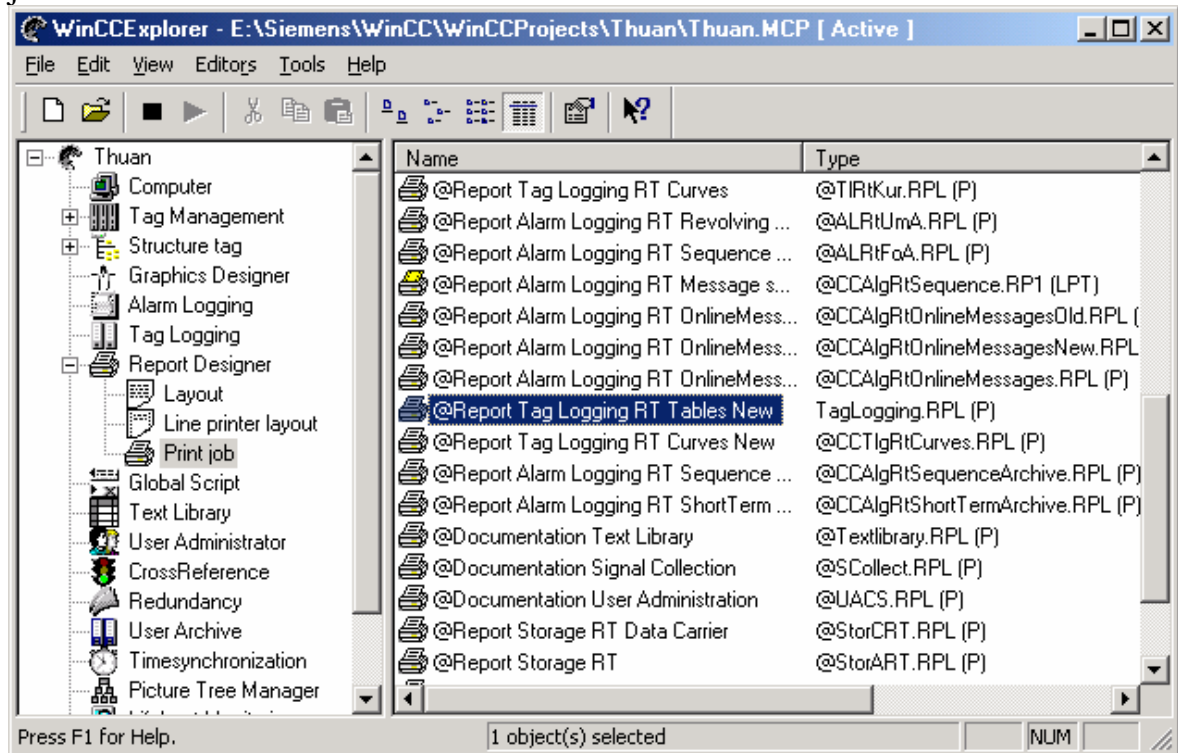 WinCCExplorer - E:\Siemens\WinCC\WinCCProjects\Thuan\Thuan.MCP [ Active ]
File Edit View Editors Tools Help
Thuan
Computer
Tag Management
Structure tag
Graphics Designer
Alarm Logging
Tag Logging
Report Designer
Layout
Line printer layout
Print job
Global Script
Text Library
User Administrator
CrossReference
Redundancy
User Archive
Timesynchronization
Picture Tree Manager
Name Type
@Report Tag Logging RT Curves @TlRtKur.RPL (P)
@Report Alarm Logging RT Revolving ... @ALRtUmA.RPL (P)
@Report Alarm Logging RT Sequence ... @ALRtFoA.RPL (P)
@Report Alarm Logging RT Message s... @CCAlgRtSequence.RP1 (LPT)
@Report Alarm Logging RT OnlineMess... @CCAlgRtOnlineMessagesOld.RPL (
@Report Alarm Logging RT OnlineMess... @CCAlgRtOnlineMessagesNew.RPL
@Report Alarm Logging RT OnlineMess... @CCAlgRtOnlineMessages.RPL (P)
@Report Tag Logging RT Tables New TagLogging.RPL (P)
@Report Tag Logging RT Curves New @CCTlgRtCurves.RPL (P)
@Report Alarm Logging RT Sequence ... @CCAlgRtSequenceArchive.RPL (P)
@Report Alarm Logging RT ShortTerm ... @CCAlgRtShortTermArchive.RPL (P)
@Documentation Text Library @Textlibrary.RPL (P)
@Documentation Signal Collection @SCollect.RPL (P)
@Documentation User Administration @UACS.RPL (P)
@Report Storage RT Data Carrier @StorCRT.RPL (P)
@Report Storage RT @StorART.RPL (P)
Press F1 for Help. 1 object(s) selected NUM